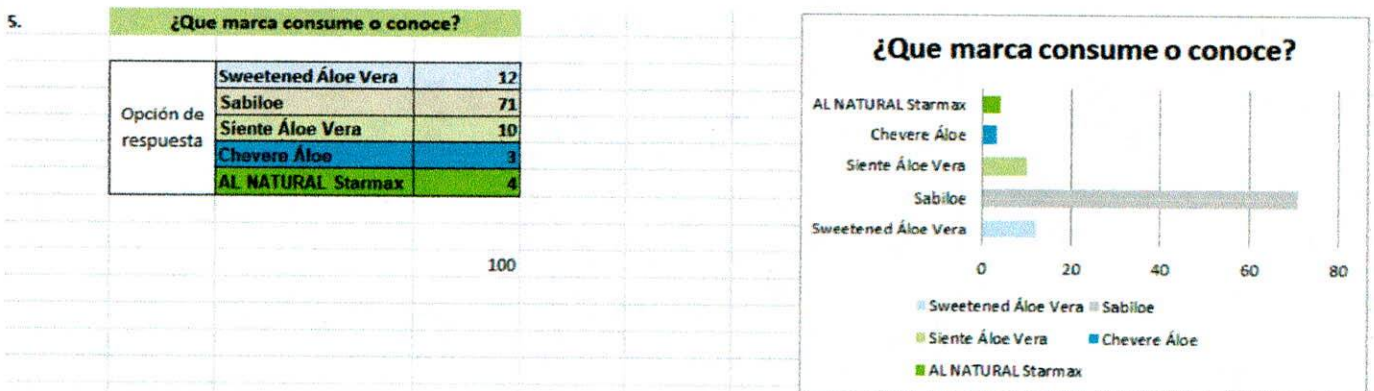 5. ¿Que marca consume o conoce?
Opción de respuesta
Sweetened Áloe Vera 12
Sabiloe 71
Siente Áloe Vera 10
Chevere Áloe 3
AL NATURAL Starmax 4
100
¿Que marca consume o conoce?
AL NATURAL Starmax
Chevere Áloe
Siente Áloe Vera
Sabiloe
Sweetened Áloe Vera
0 20 40 60 80
Sweetened Áloe Vera Sabiloe
Siente Áloe Vera Chevere Áloe
AL NATURAL Starmax